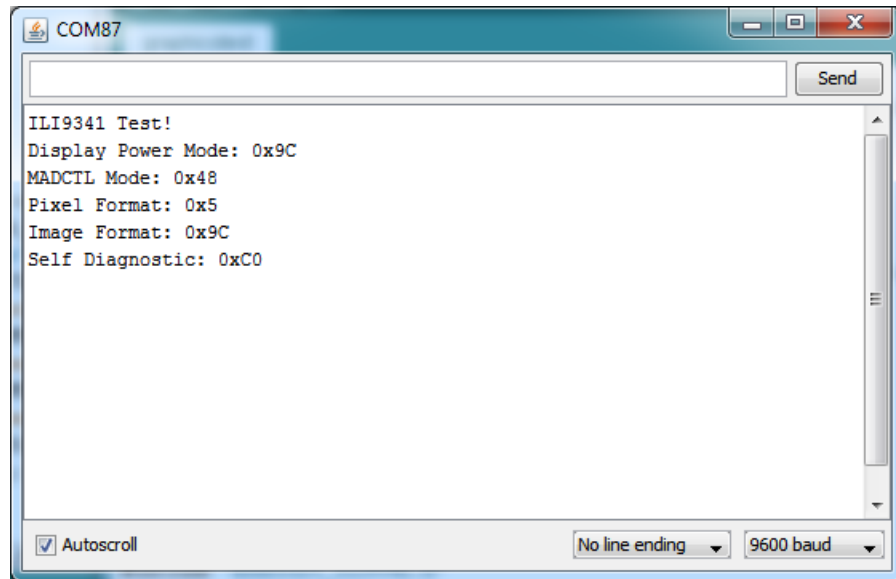 COM87
Send
ILI9341 Test!
Display Power Mode: 0x9C
MADCTL Mode: 0x48
Pixel Format: 0x5
Image Format: 0x9C
Self Diagnostic: 0xC0
Autoscroll
No line ending
9600 baud